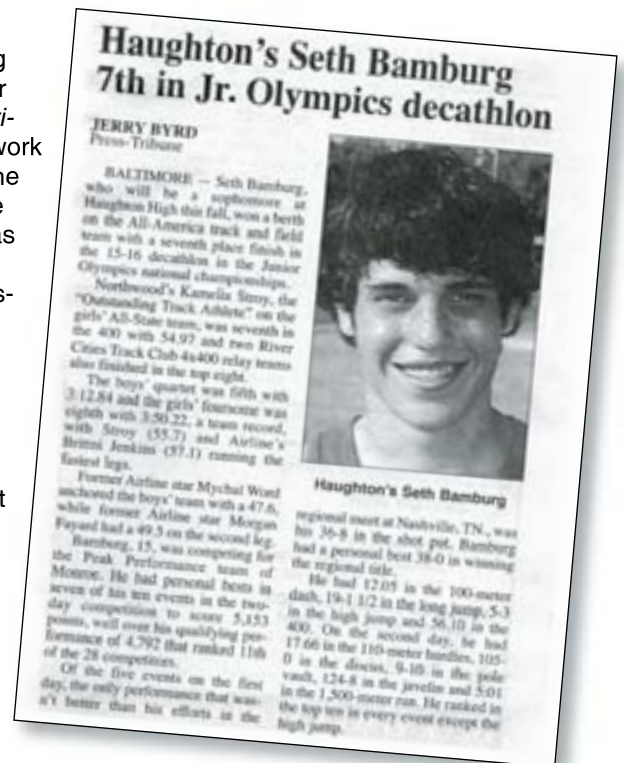 g
r
ri-
work
ne
e
as
s-
t
Haughton's Seth Bamburg
7th in Jr. Olympics decathlon
JERRY BYRD
Press-Tribune
BALTIMORE — Seth Bamburg,
who will be a sophomore at
Haughton High this fall, won a berth
on the All-America track and field
team with a seventh place finish in
the 15-16 decathlon in the Junior
Olympics national championships.
Northwood's Kamelia Stroy, the
"Outstanding Track Athlete" on the
girls' All-State team, was seventh in
the 400 with 54.97 and two River
Cities Track Club 4x400 relay teams
also finished in the top eight.
The boys' quartet was fifth with
3:12.84 and the girls' foursome was
eighth with 3:50.22, a team record,
with Stroy (55.7) and Airline's
Brittni Jenkins (57.1) running the
fastest legs.
Former Airline star Mychal Word
anchored the boys' team with a 47.6,
while former Airline star Morgan
Fayard had a 49.5 on the second leg.
Bamburg, 15, was competing for
the Peak Performance team of
Monroe. He had personal bests in
seven of his ten events in the two-
day competition to score 5,153
points, well over his qualifying per-
formance of 4,792 that ranked 11th
of the 28 competitors.
Of the five events on the first
day, the only performance that was-
n't better than his efforts in the
Haughton's Seth Bamburg
regional meet at Nashville, TN., was
his 36-8 in the shot put. Bamburg
had a personal best 38-0 in winning
the regional title.
He had 12.05 in the 100-meter
dash, 19-1 1/2 in the long jump, 5-3
in the high jump and 56.10 in the
400. On the second day, he had
17.66 in the 110-meter hurdles, 105-
0 in the discus, 9-10 in the pole
vault, 124-8 in the javelin and 5:01
in the 1,500-meter run. He ranked in
the top ten in every event except the
high jump.